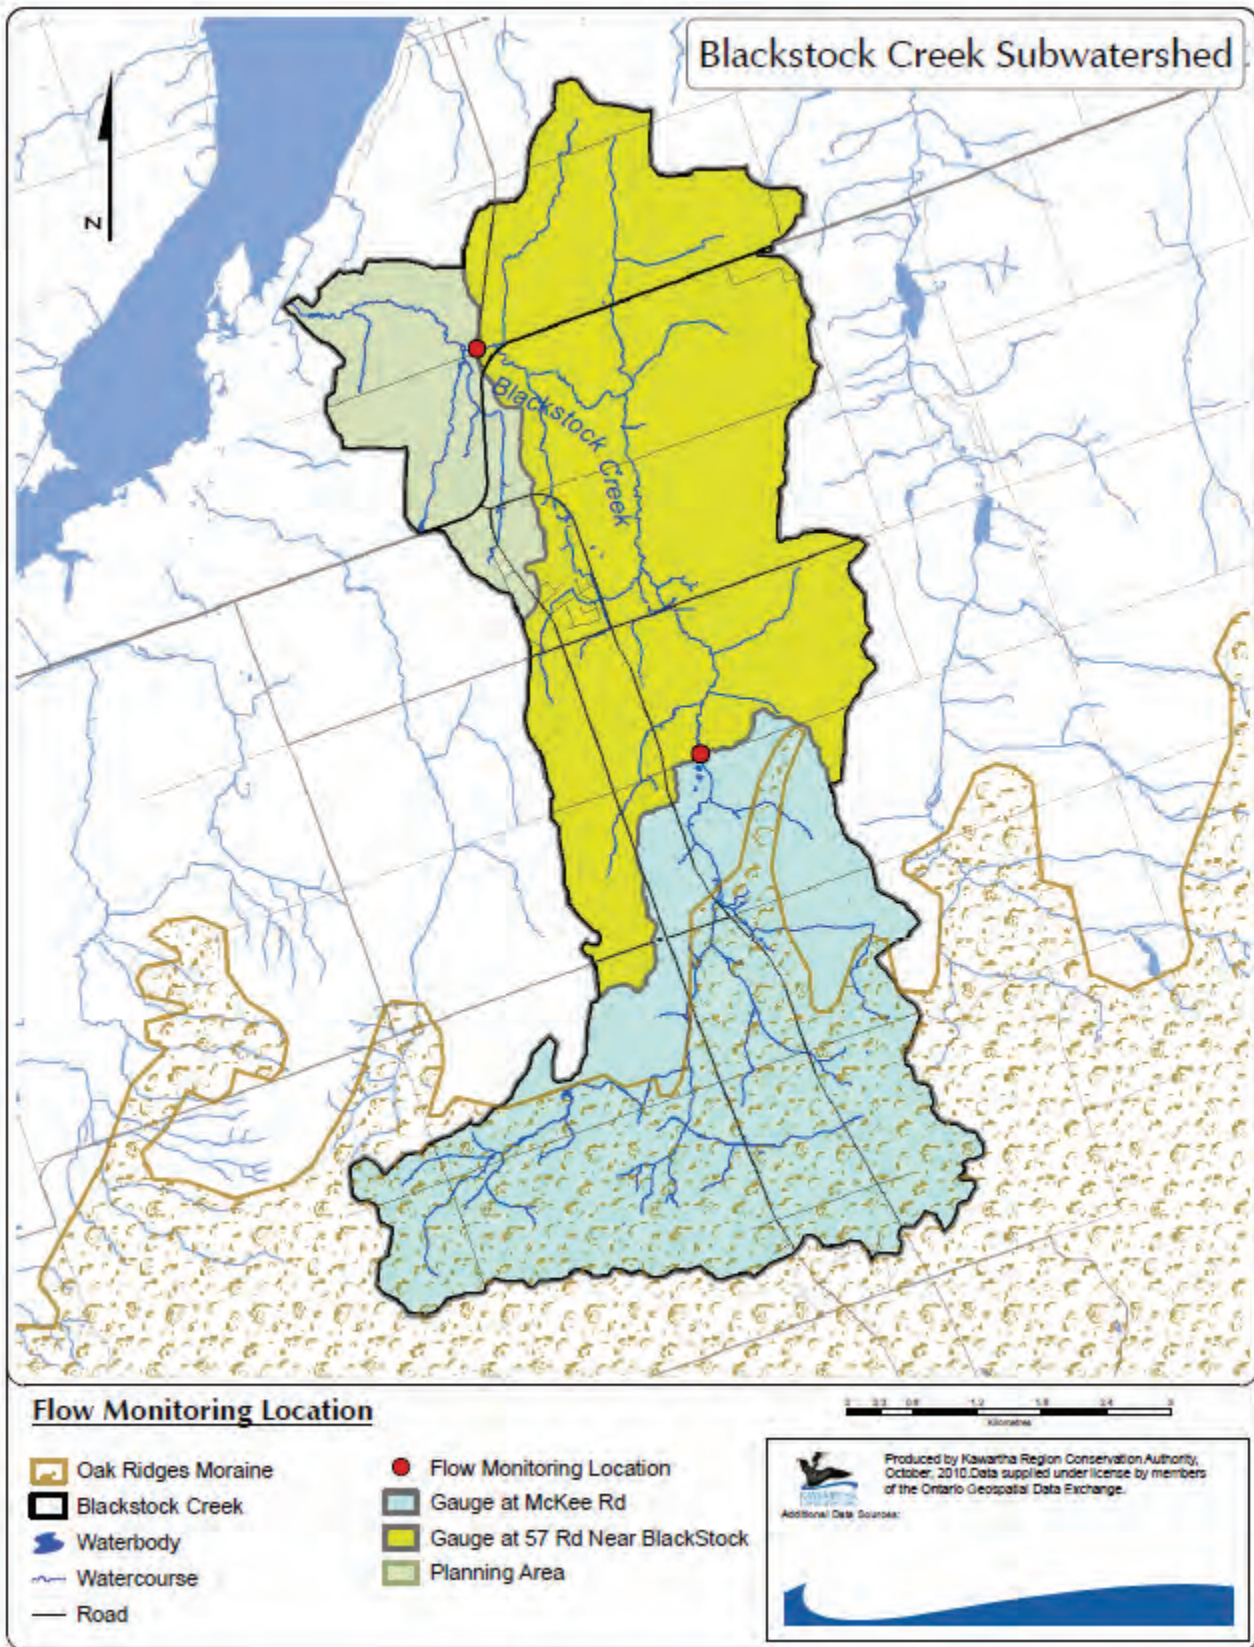 Blackstock Creek Subwatershed
N
Blackstock Creek
Flow Monitoring Location
Oak Ridges Moraine
Blackstock Creek
Waterbody
Watercourse
Road
Flow Monitoring Location
Gauge at McKee Rd
Gauge at 57 Rd Near BlackStock
Planning Area
Kilometres
Produced by Kawartha Region Conservation Authority,
October, 2010.Data supplied under license by members
of the Ontario Geospatial Data Exchange.
KAWARTHA
Additional Data Sources: